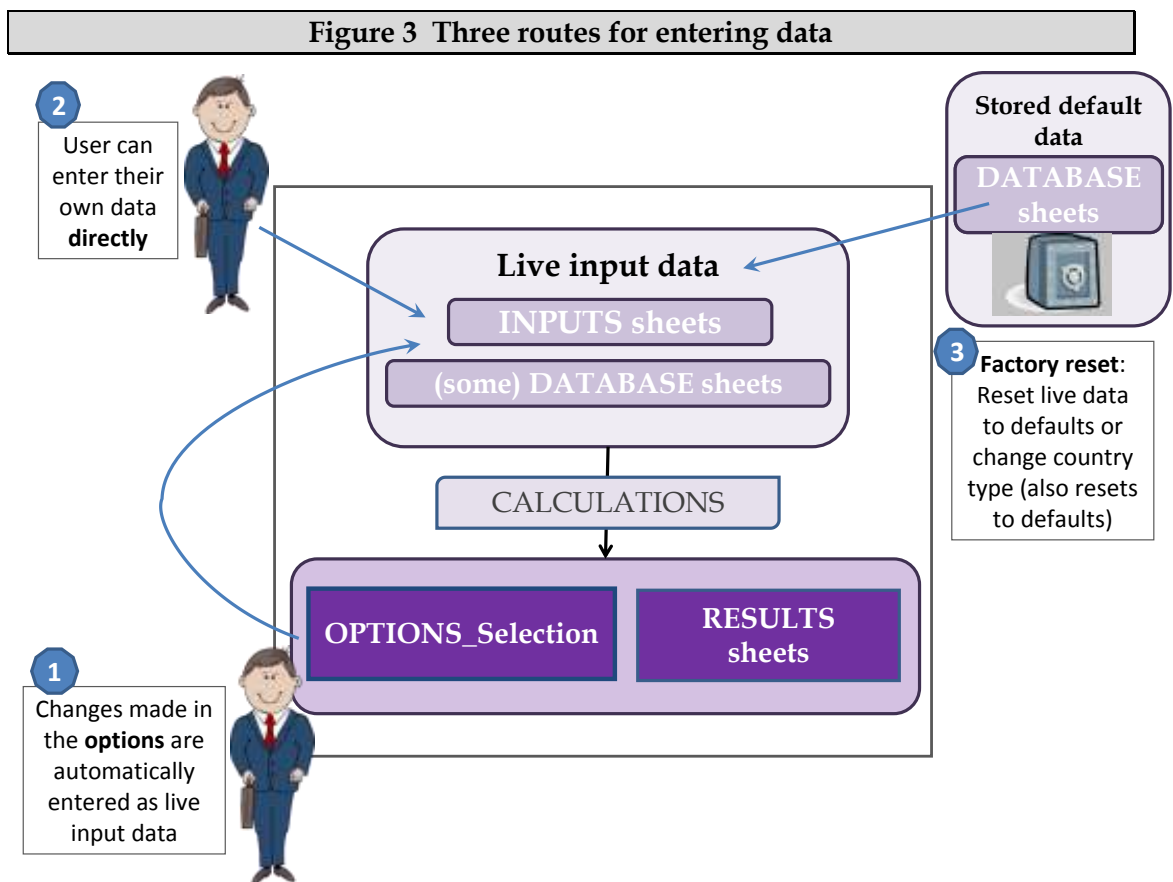 Figure 3  Three routes for entering data
2
User can
enter their
own data
directly
Stored default
data
DATABASE
sheets
Live input data
INPUTS sheets
(some) DATABASE sheets
3
Factory reset:
Reset live data
to defaults or
change country
type (also resets
to defaults)
CALCULATIONS
OPTIONS_Selection
RESULTS
sheets
1
Changes made in
the options are
automatically
entered as live
input data